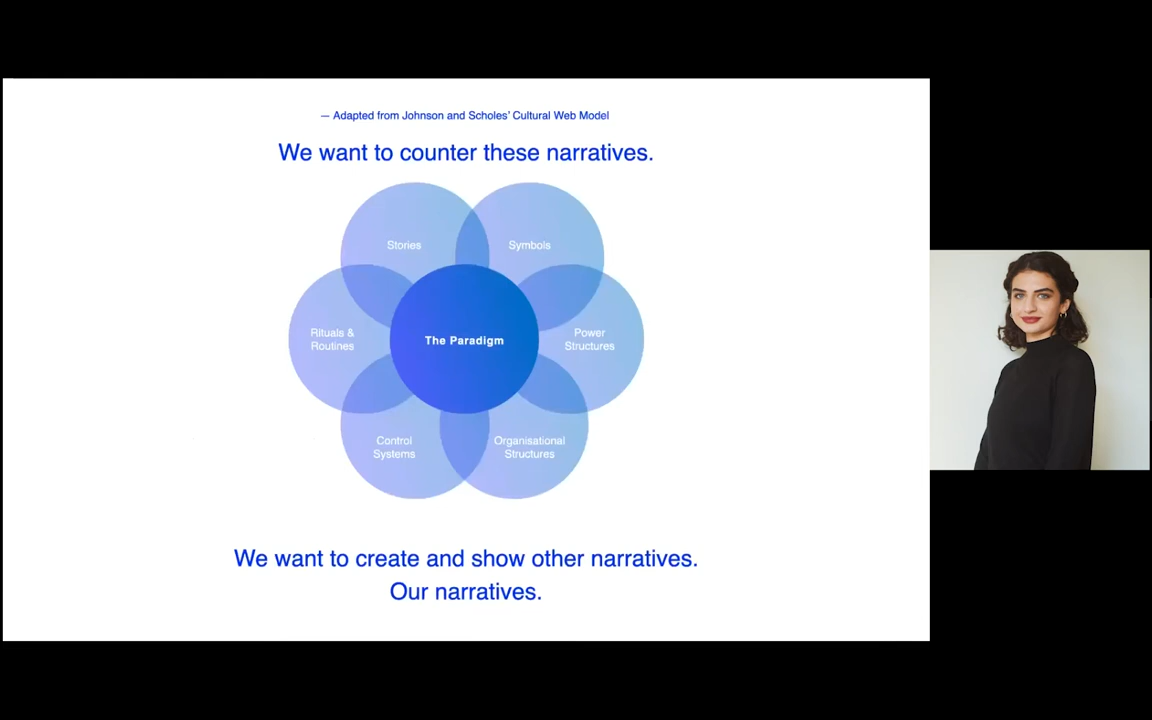 — Adapted from Johnson and Scholes’ Cultural Web Model
We want to counter these narratives.
Stories
Symbols
Rituals &
Routines
The Paradigm
Power
Structures
Control
Systems
Organisational
Structures
We want to create and show other narratives.
Our narratives.